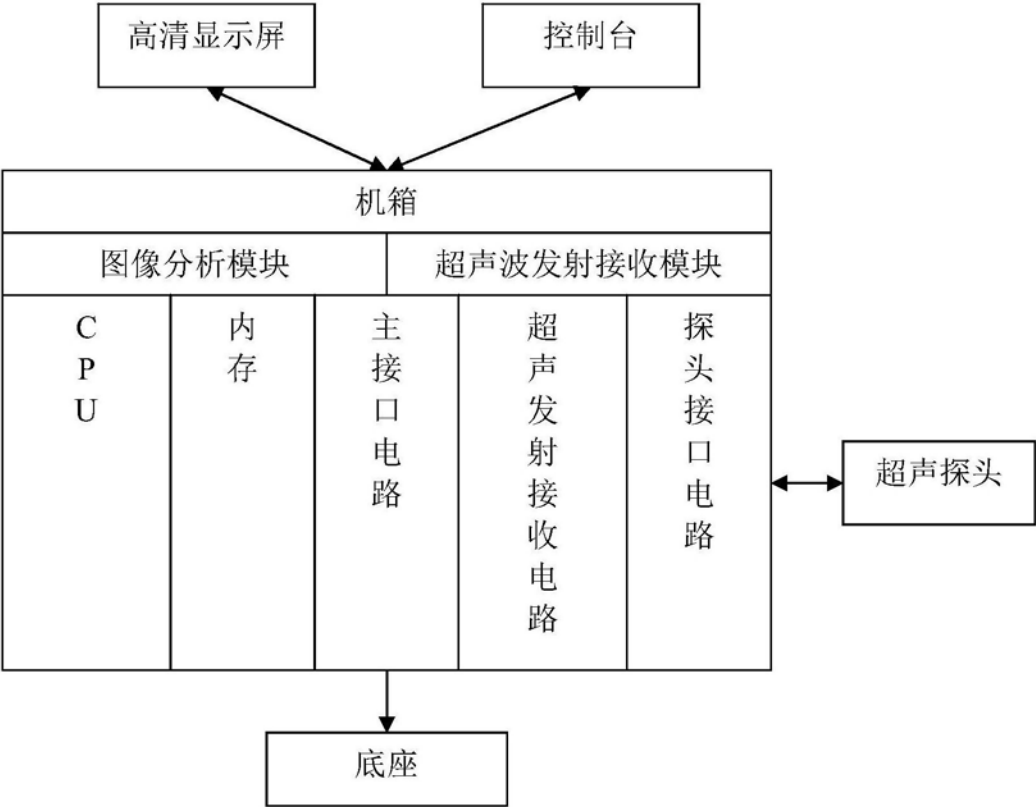 高清显示屏
控制台
机箱
图像分析模块
超声波发射接收模块
CPU
内存
主接口电路
超声发射接收电路
探头接口电路
超声探头
底座